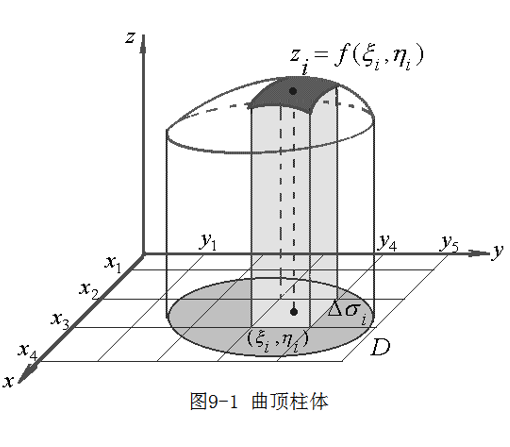 z
z_i = f(ξ_i, η_i)
y_1
y_4
y_5
y
x_1
x_2
x_3
x_4
x
Δσ_i
(ξ_i, η_i)
D
图9-1 曲顶柱体